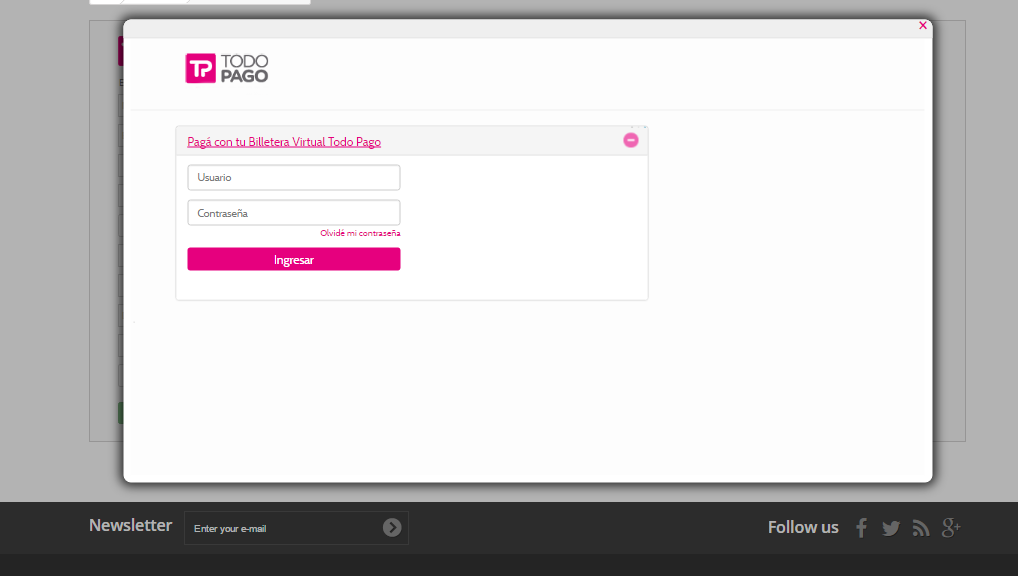 x
TP TODO
PAGO
Pagá con tu Billetera Virtual Todo Pago
Usuario
Contraseña
Olvidé mi contraseña
Ingresar
Newsletter
Enter your e-mail
Follow us